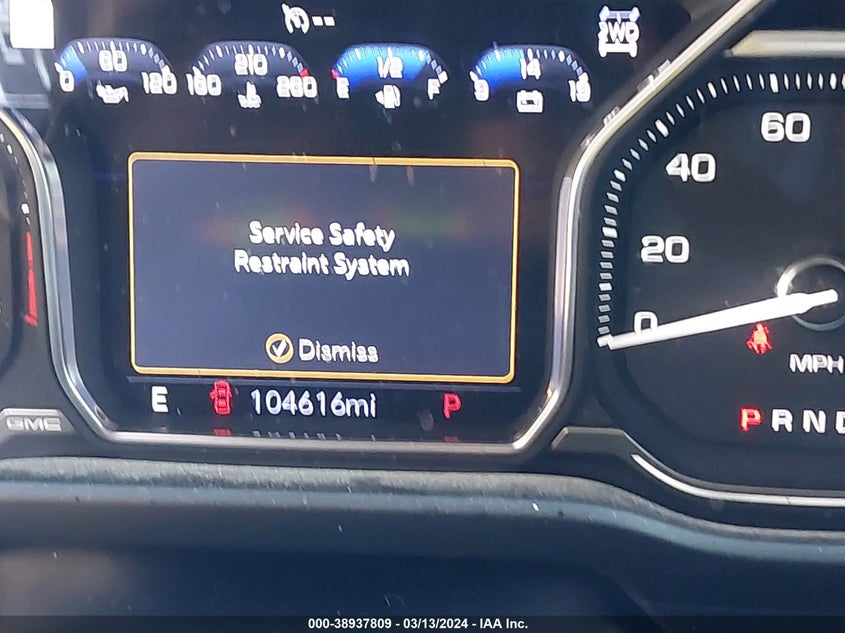 --
2WD
0 60 120 160 210 260 E 1/2 F 9 14 19
60
40
20
0
Service Safety
Restraint System
Dismiss
MPH
E 104616mi P
P R N D
GMC
000-38937809 - 03/13/2024 - IAA Inc.